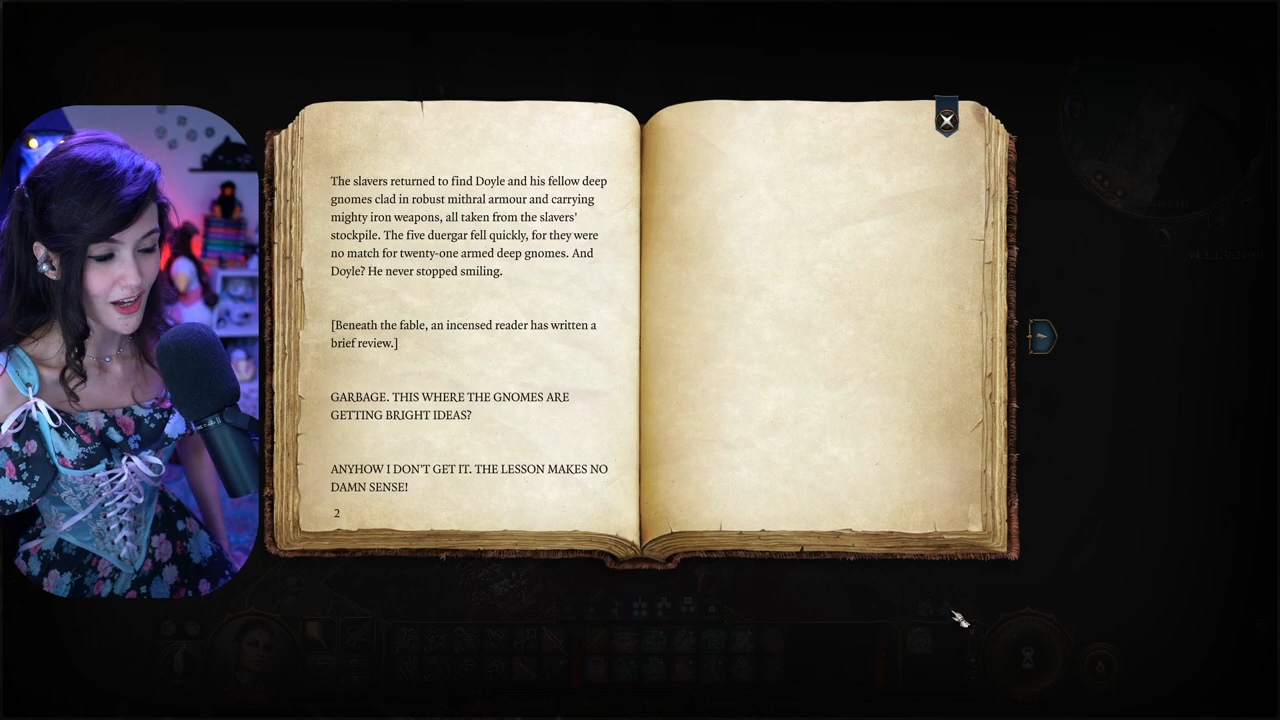 The slavers returned to find Doyle and his fellow deep
gnomes clad in robust mithral armour and carrying
mighty iron weapons, all taken from the slavers'
stockpile. The five duergar fell quickly, for they were
no match for twenty-one armed deep gnomes. And
Doyle? He never stopped smiling.
[Beneath the fable, an incensed reader has written a
brief review.]
GARBAGE. THIS WHERE THE GNOMES ARE
GETTING BRIGHT IDEAS?
ANYHOW I DON'T GET IT. THE LESSON MAKES NO
DAMN SENSE!
2